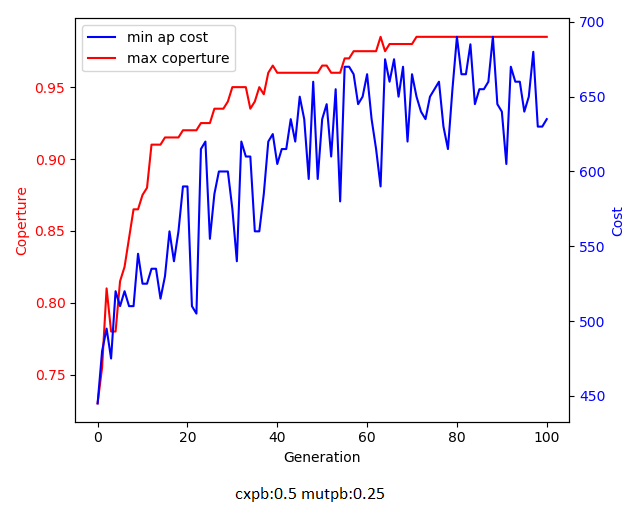 min ap cost
max coperture
700
0.95
650
0.90
600
Coperture
0.85
Cost
550
0.80
500
0.75
450
0 20 40 60 80 100
Generation
cxpb:0.5 mutpb:0.25